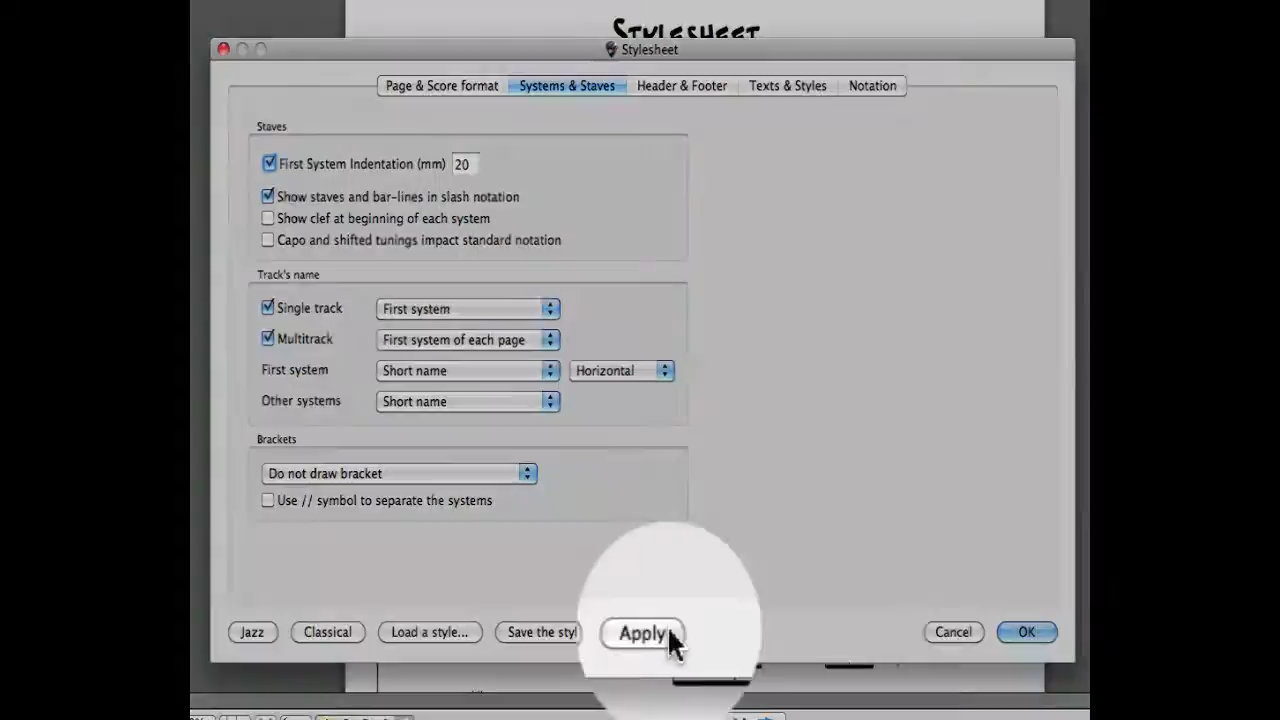 Stylesheet
Stylesheet
Page & Score format Systems & Staves Header & Footer Texts & Styles Notation
Staves
First System Indentation (mm) 20
Show staves and bar-lines in slash notation
Show clef at beginning of each system
Capo and shifted tunings impact standard notation
Track's name
Single track First system
Multitrack First system of each page
First system Short name Horizontal
Other systems Short name
Brackets
Do not draw bracket
Use // symbol to separate the systems
Jazz Classical Load a style... Save the styl Apply Cancel OK